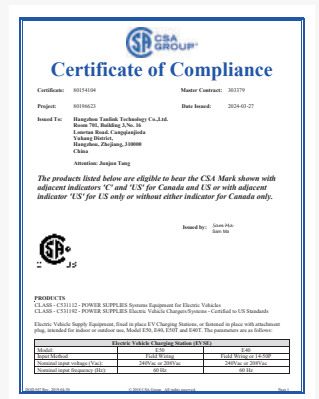 CSA
GROUP
Certificate of Compliance
Certificate: 80154104 Master Contract: 303379
Project: 80196623 Date Issued: 2024-03-27
Issued To: Hangzhou Tanlink Technology Co.,Ltd.
Room 701, Building J,No. 16
Lonetan Road. Cangqianjieda
Yuhang District,
Hangzhou, Zhejiang, 310000
China
Attention: Junjun Tang
The products listed below are eligible to bear the CSA Mark shown with
adjacent indicators 'C' and 'US' for Canada and US or with adjacent
indicator 'US' for US only or without either indicator for Canada only.
Issued by:
PRODUCTS
CLASS - C531112 - POWER SUPPLIES Systems Equipment for Electric Vehicles
CLASS - C531192 - POWER SUPPLIES Electric Vehicle Chargers/Systems - Certified to US Standards
Electric Vehicle Supply Equipment, fixed in place EV Charging Stations, or fastened in place with attachment
plug, intended for indoor or outdoor use, Model E50, E40, E50T and E40T. The parameters are as follows:
Electric Vehicle Charging Station (EVSE)
Model: E50 E40
Input Method Field Wiring Field Wiring or 14-50P
Nominal input voltage (Vac): 240Vac or 208Vac 240Vac or 208Vac
Nominal input frequency (Hz): 60 Hz 60 Hz
© 2018 CSA Group. All rights reserved. Page 1